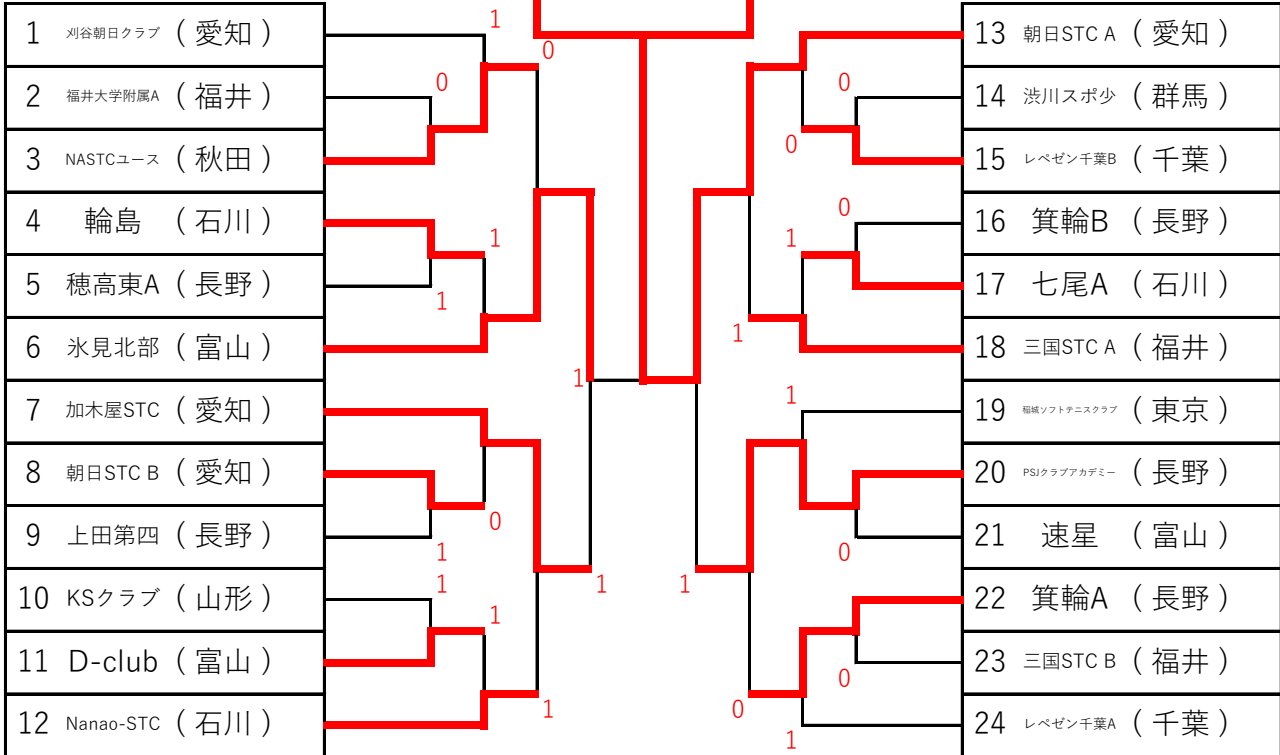 1 刈谷朝日クラブ （ 愛知 ）
2 福井大学附属A （ 福井 ）
3 NASTCユース （ 秋田 ）
4 輪島 （ 石川 ）
5 穂高東A （ 長野 ）
6 氷見北部 （ 富山 ）
7 加木屋STC （ 愛知 ）
8 朝日STC B （ 愛知 ）
9 上田第四 （ 長野 ）
10 KSクラブ （ 山形 ）
11 D-club （ 富山 ）
12 Nanao-STC （ 石川 ）
1
0
0
1
1
1
0
1
1
1
1
1
0
0
0
1
1
1
0
1
0
0
1
13 朝日STC A （ 愛知 ）
14 渋川スポ少 （ 群馬 ）
15 レペゼン千葉B （ 千葉 ）
16 箕輪B （ 長野 ）
17 七尾A （ 石川 ）
18 三国STC A （ 福井 ）
19 稲城ソフトテニスクラブ （ 東京 ）
20 PSJクラブアカデミー （ 長野 ）
21 速星 （ 富山 ）
22 箕輪A （ 長野 ）
23 三国STC B （ 福井 ）
24 レペゼン千葉A （ 千葉 ）